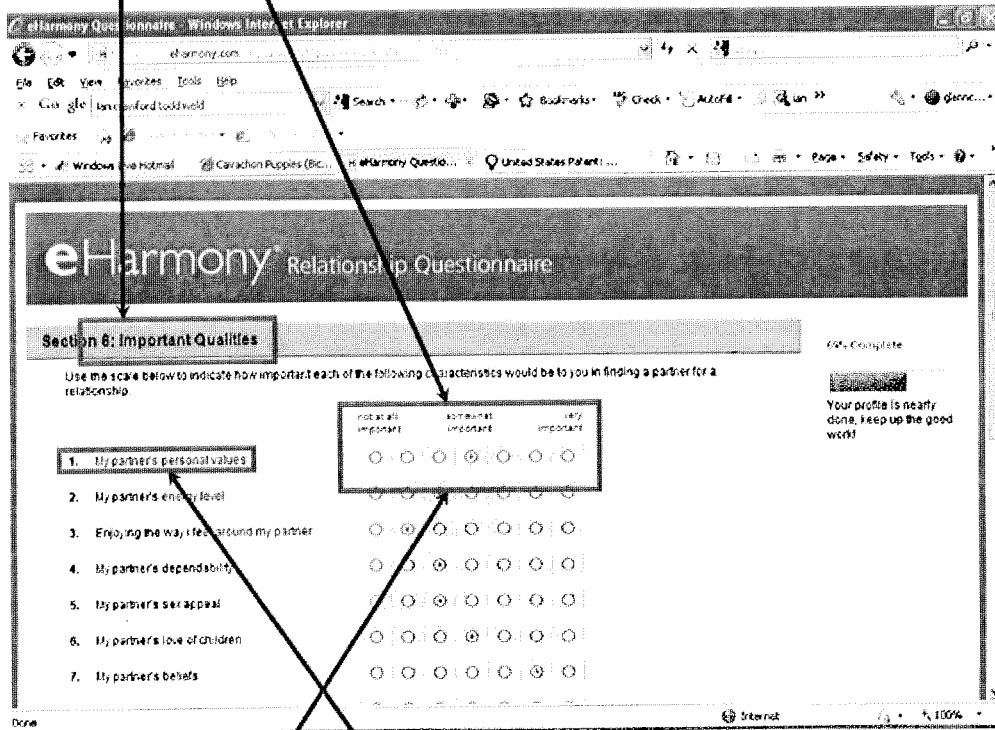 eHarmony Questionnaire - Windows Internet Explorer
eharmony.com
File Edit View Favorites Tools Help
Google Search Bookmarks Check AutoFill
Favorites
Windows Live Hotmail Cavachon Puppies (Bic... eHarmony Questio... United States Patent ... Page Safety Tools
eHarmony Relationship Questionnaire
Section 6: Important Qualities
69% Complete
Use the scale below to indicate how important each of the following characteristics would be to you in finding a partner for a
relationship.
Your profile is nearly
done, keep up the good
work!
not at all somewhat very
important important important
1. My partner's personal values
2. My partner's energy level
3. Enjoying the way I feel around my partner
4. My partner's dependability
5. My partner's sex appeal
6. My partner's love of children
7. My partner's beliefs
Done Internet 100%